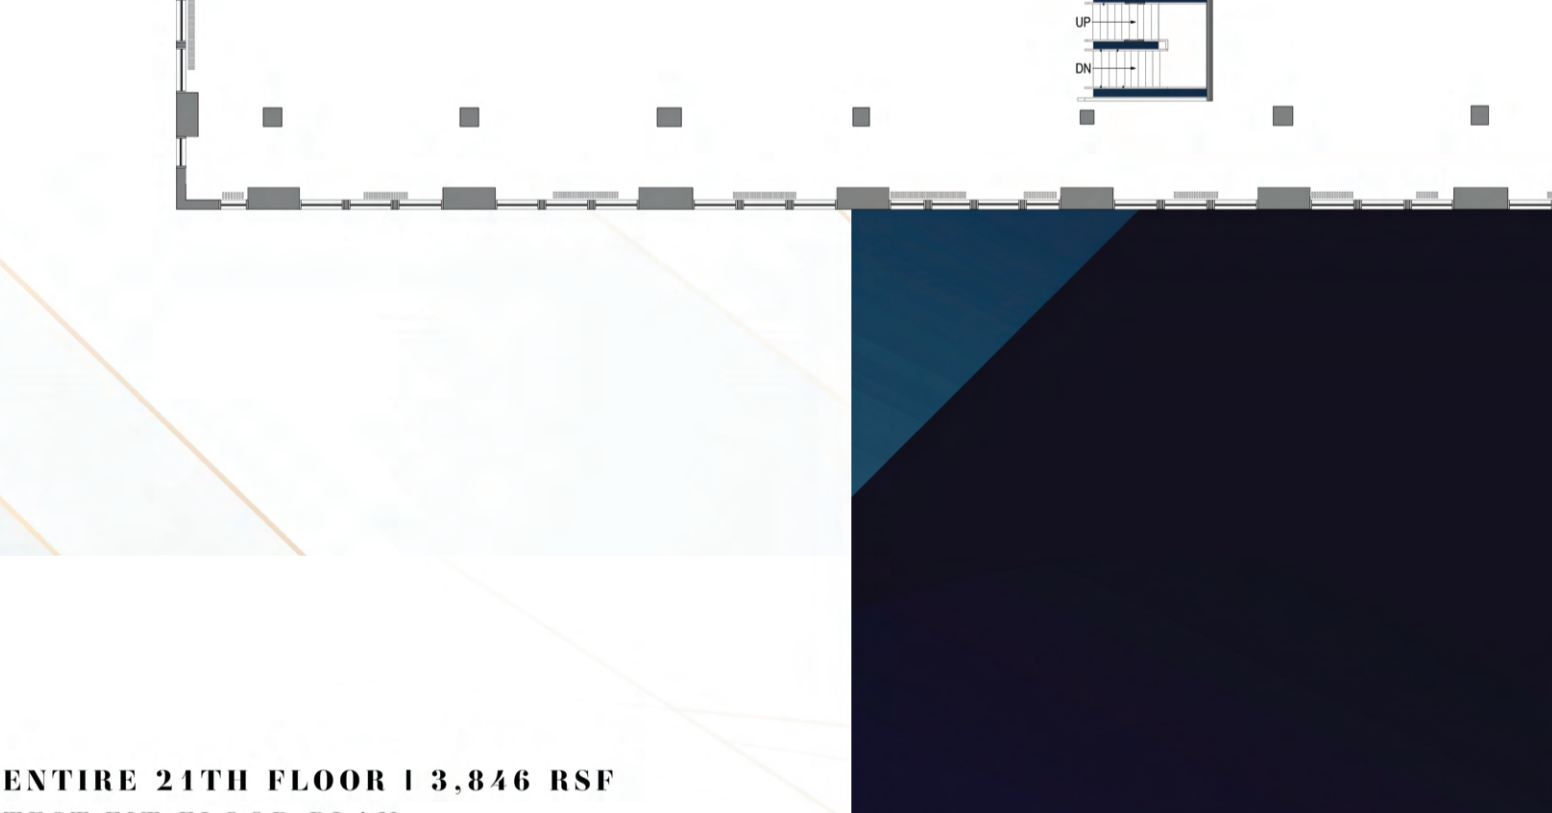 UP
DN
ENTIRE 21TH FLOOR | 3,846 RSF